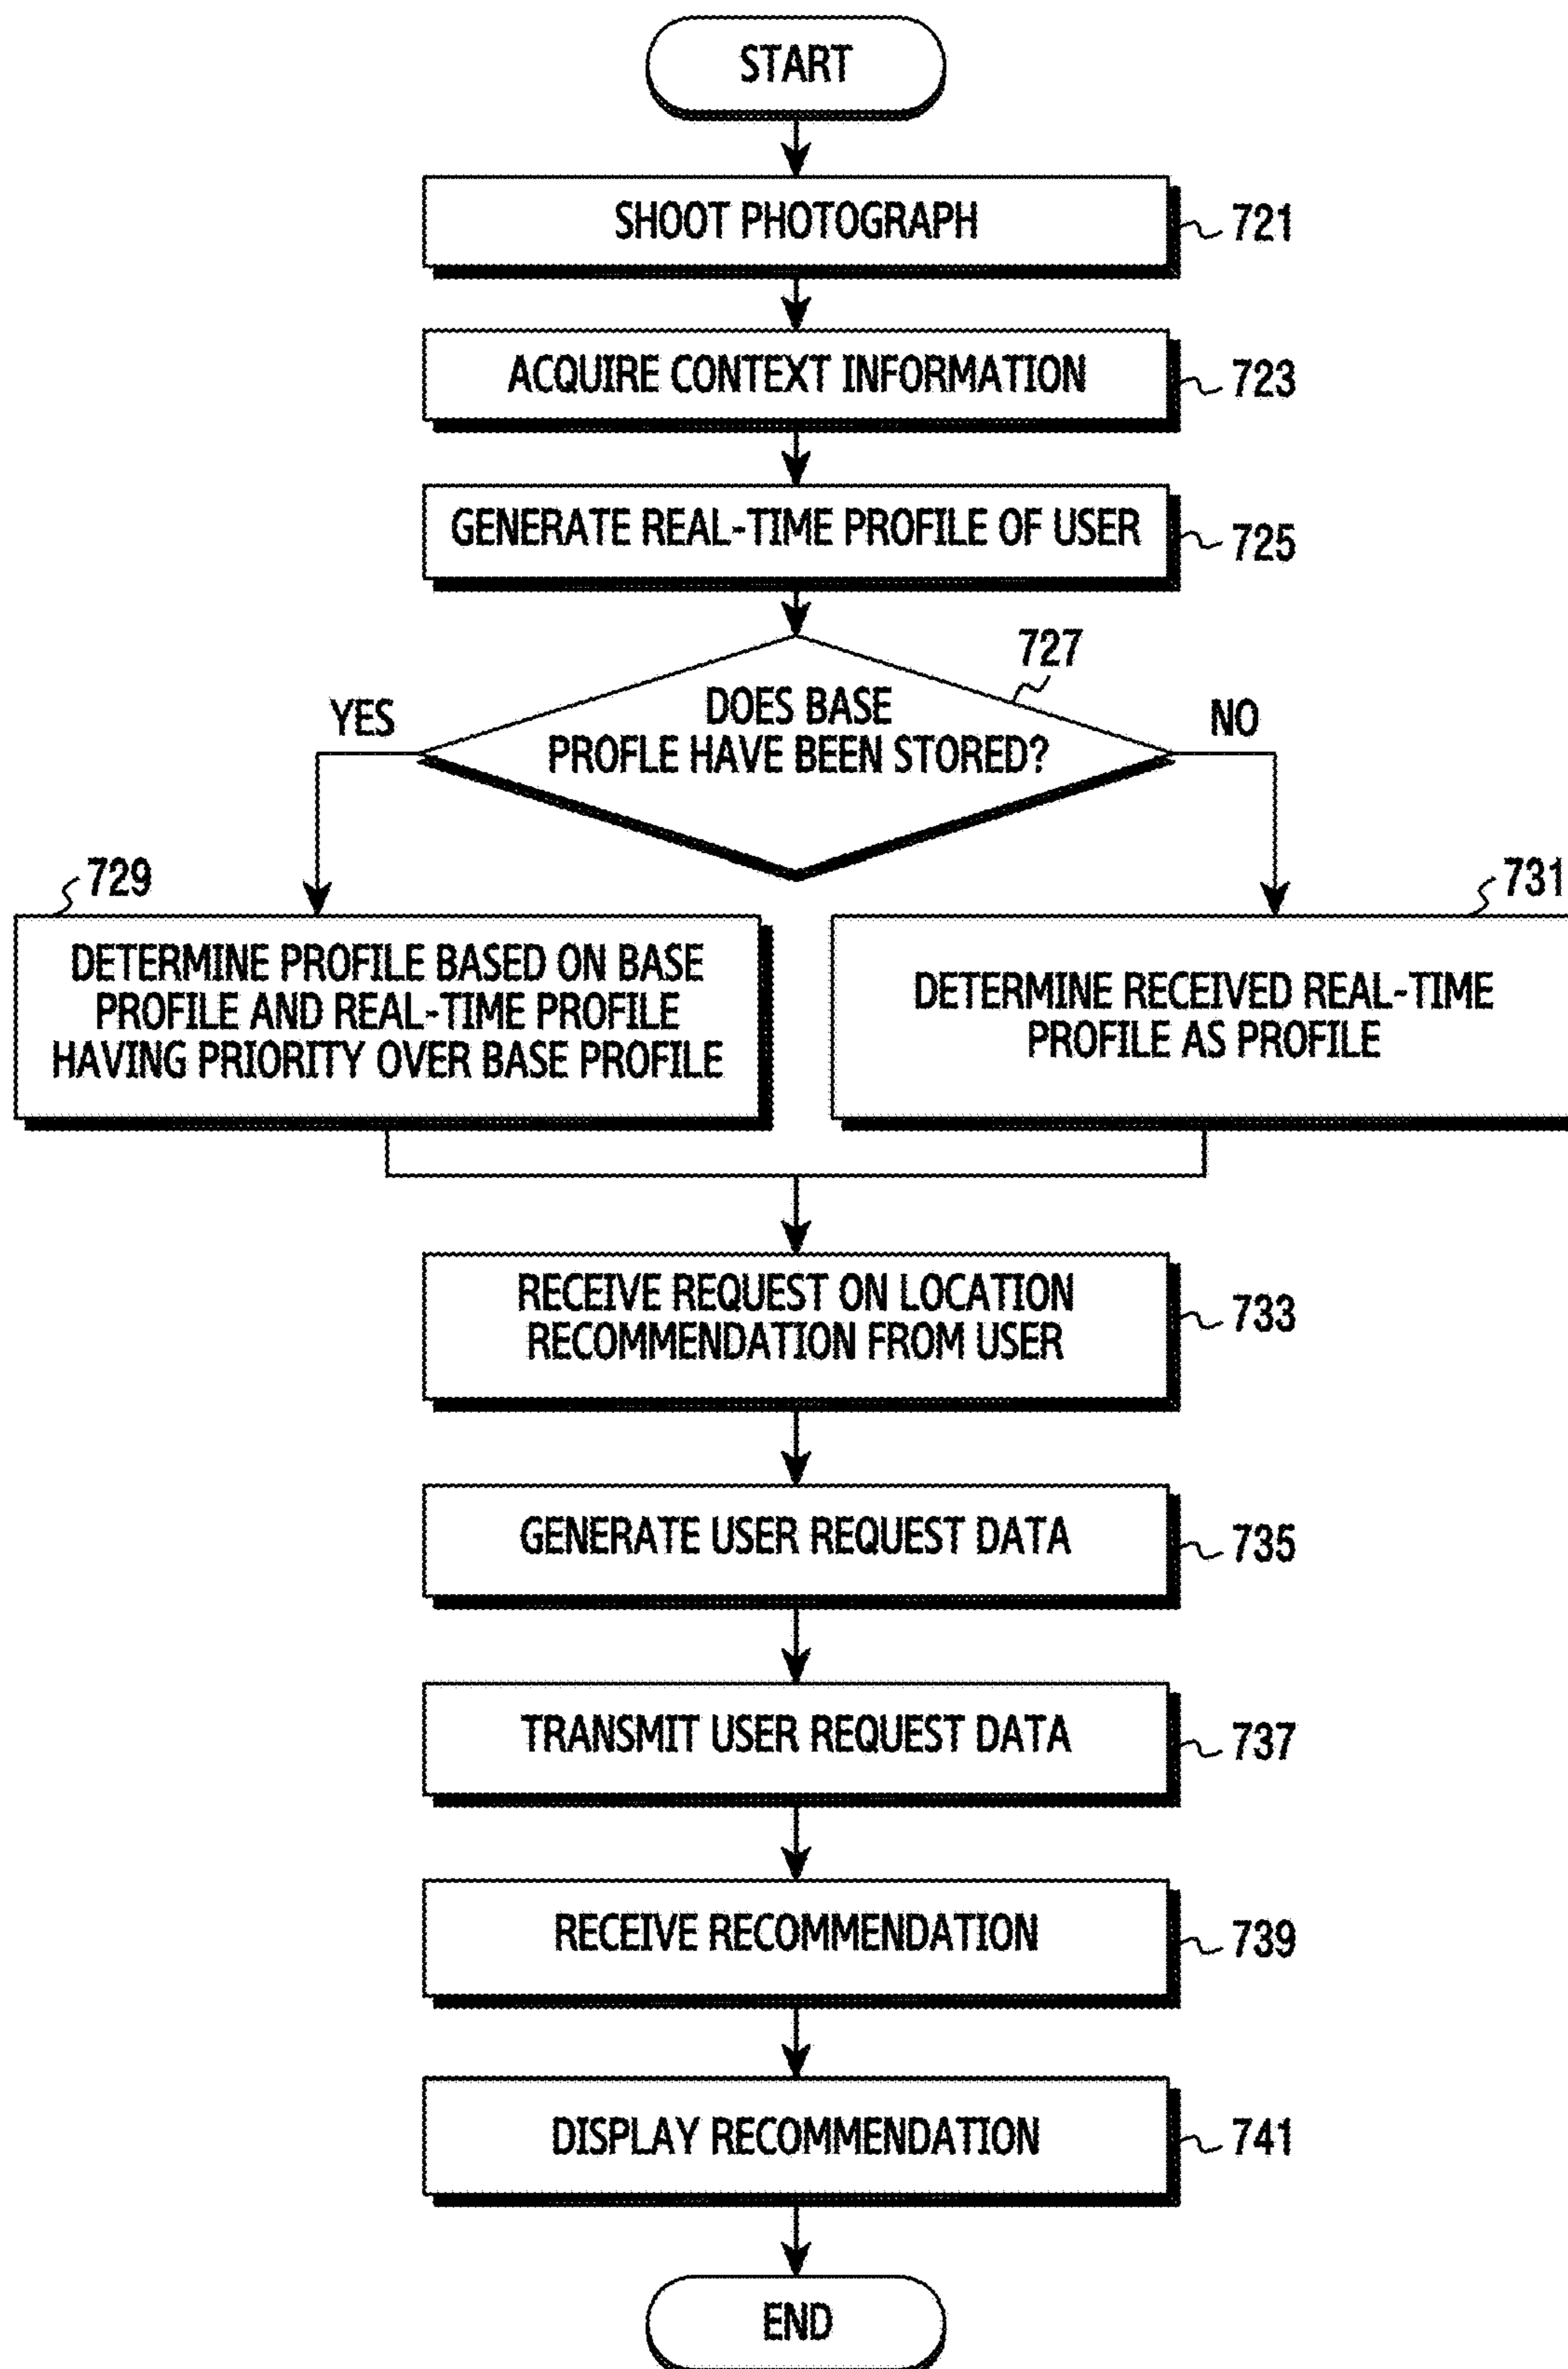 START
SHOOT PHOTOGRAPH
721
ACQUIRE CONTEXT INFORMATION
723
GENERATE REAL-TIME PROFILE OF USER
725
727
YES
DOES BASE
PROFLE HAVE BEEN STORED?
NO
729
DETERMINE PROFILE BASED ON BASE
PROFILE AND REAL-TIME PROFILE
HAVING PRIORITY OVER BASE PROFILE
731
DETERMINE RECEIVED REAL-TIME
PROFILE AS PROFILE
RECEIVE REQUEST ON LOCATION
RECOMMENDATION FROM USER
733
GENERATE USER REQUEST DATA
735
TRANSMIT USER REQUEST DATA
737
RECEIVE RECOMMENDATION
739
DISPLAY RECOMMENDATION
741
END